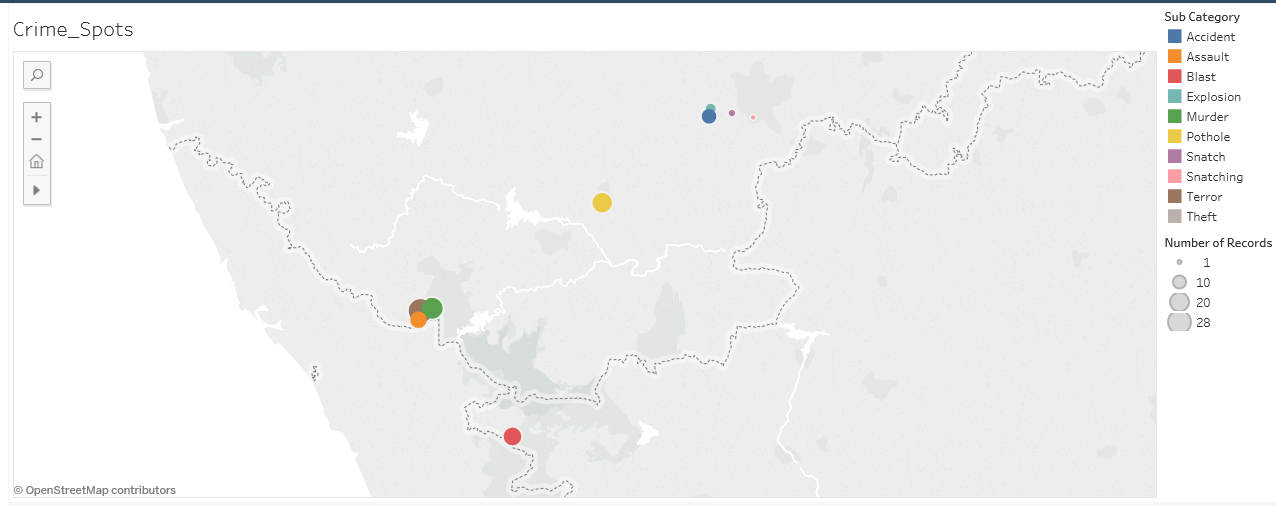 Crime_Spots
Sub Category
Accident
Assault
Blast
Explosion
Murder
Pothole
Snatch
Snatching
Terror
Theft
Number of Records
1
10
20
28
© OpenStreetMap contributors